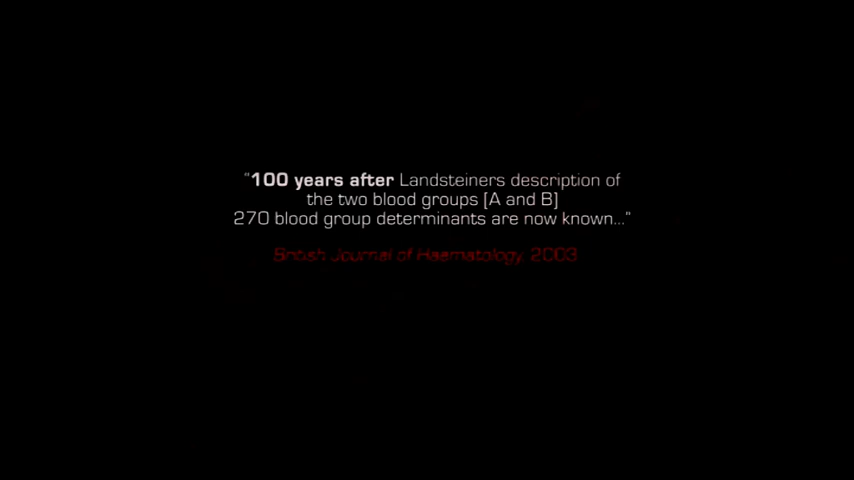 “100 years after Landsteiners description of
the two blood groups [A and B]
270 blood group determinants are now known...”
British Journal of Haematology, 2003